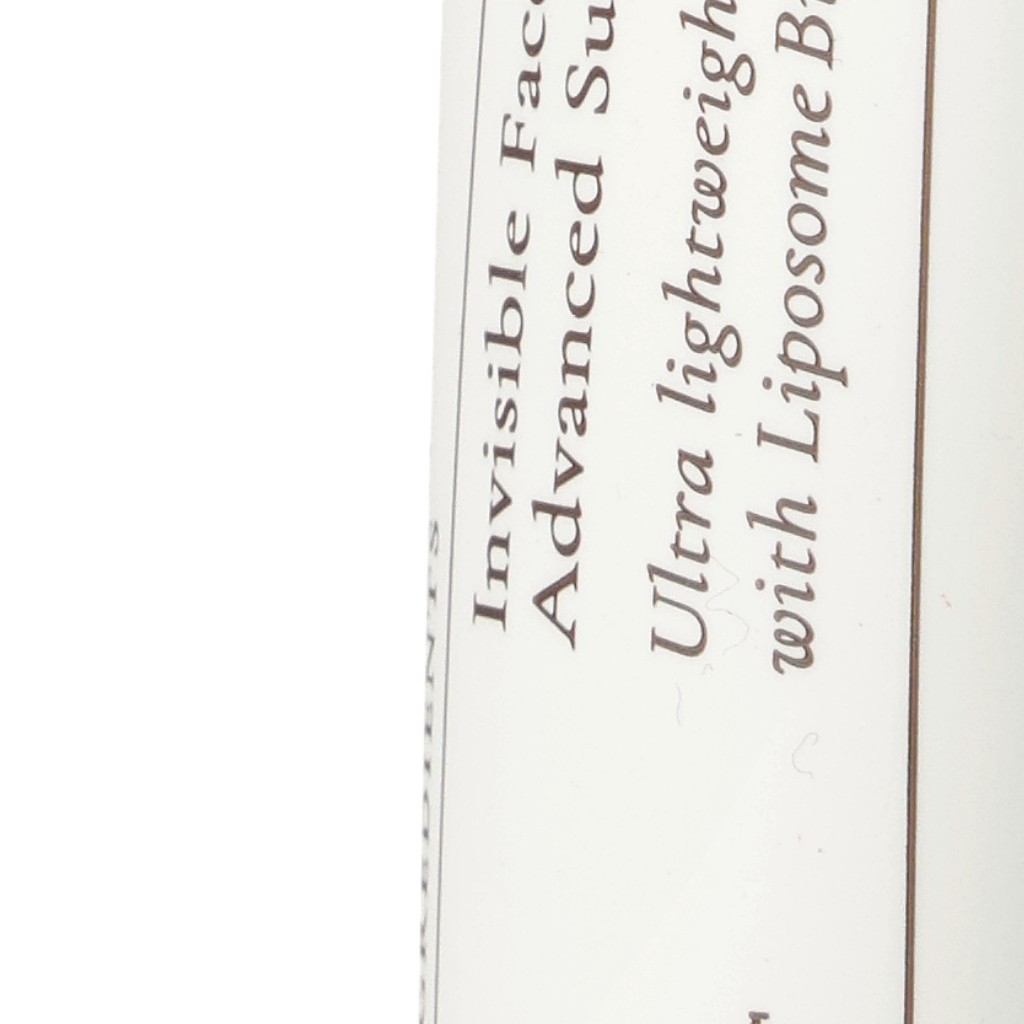 Invisible Fac
Advanced Su
Ultra lightweigh
with Liposome